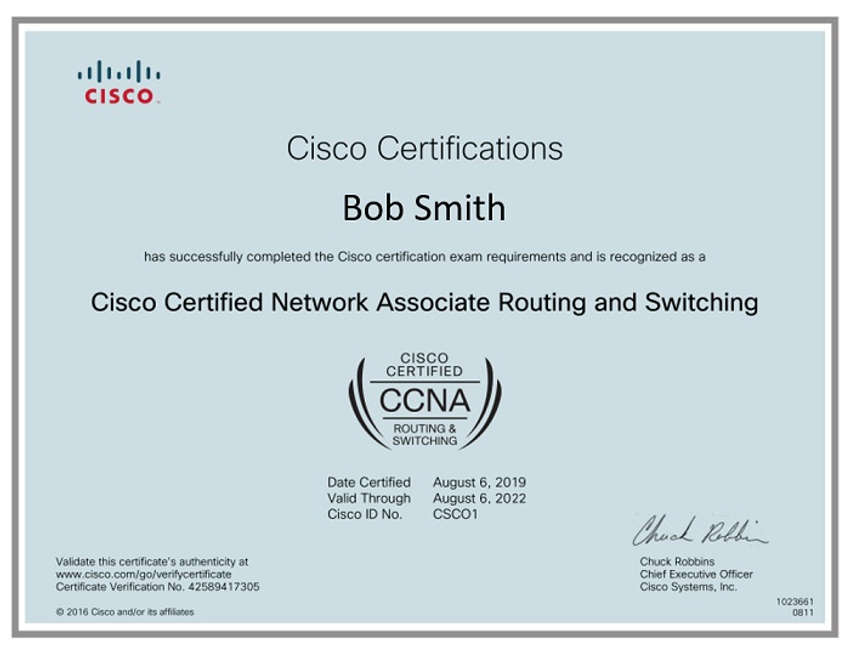 CISCO
Cisco Certifications
Bob Smith
has successfully completed the Cisco certification exam requirements and is recognized as a
Cisco Certified Network Associate Routing and Switching
CISCO
CERTIFIED
CCNA
ROUTING &
SWITCHING
Date Certified August 6, 2019
Valid Through August 6, 2022
Cisco ID No. CSCO1
Chuck Robbins
Validate this certificate's authenticity at
www.cisco.com/go/verifycertificate
Certificate Verification No. 42589417305
© 2016 Cisco and/or its affiliates
Chuck Robbins
Chief Executive Officer
Cisco Systems, Inc.
1023661
0811